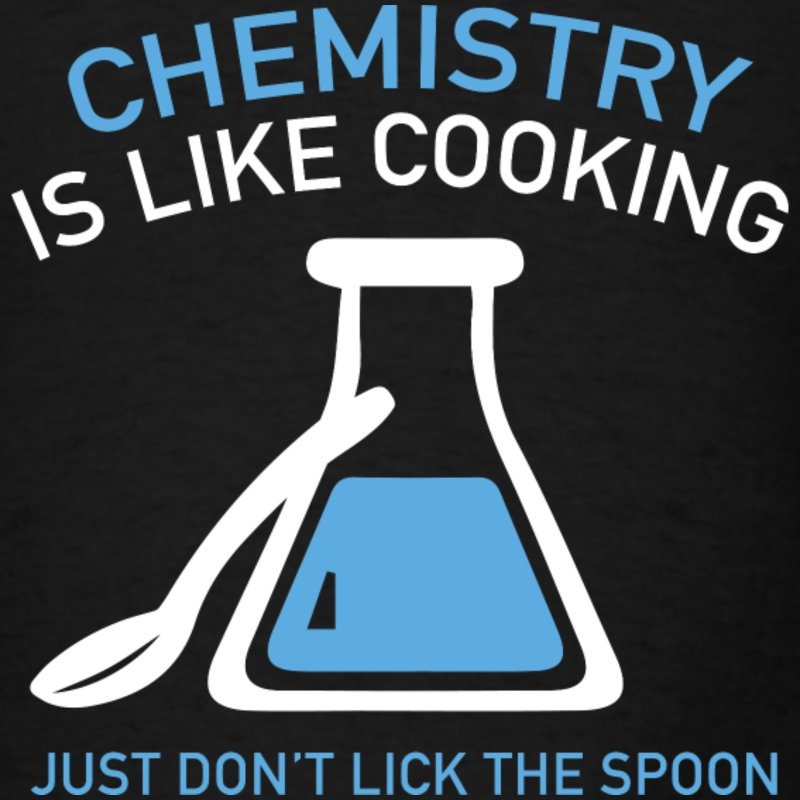 CHEMISTRY
IS LIKE COOKING
JUST DON'T LICK THE SPOON